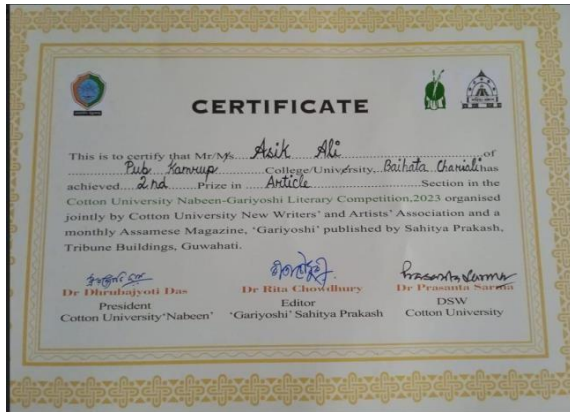 CERTIFICATE
This is to certify that Mr/Ms. Asik Ali of
Pub Kamrup College/University, Baihata Chariali has
achieved 2nd Prize in Article Section in the
Cotton University Nabeen-Gariyoshi Literary Competition,2023 organised
jointly by Cotton University New Writers' and Artists' Association and a
monthly Assamese Magazine, 'Gariyoshi' published by Sahitya Prakash,
Tribune Buildings, Guwahati.
Prasanta Sarma
Dr Dhrubajyoti Das Dr Rita Chowdhury Dr Prasanta Sarma
President Editor DSW
Cotton University 'Nabeen' 'Gariyoshi' Sahitya Prakash Cotton University